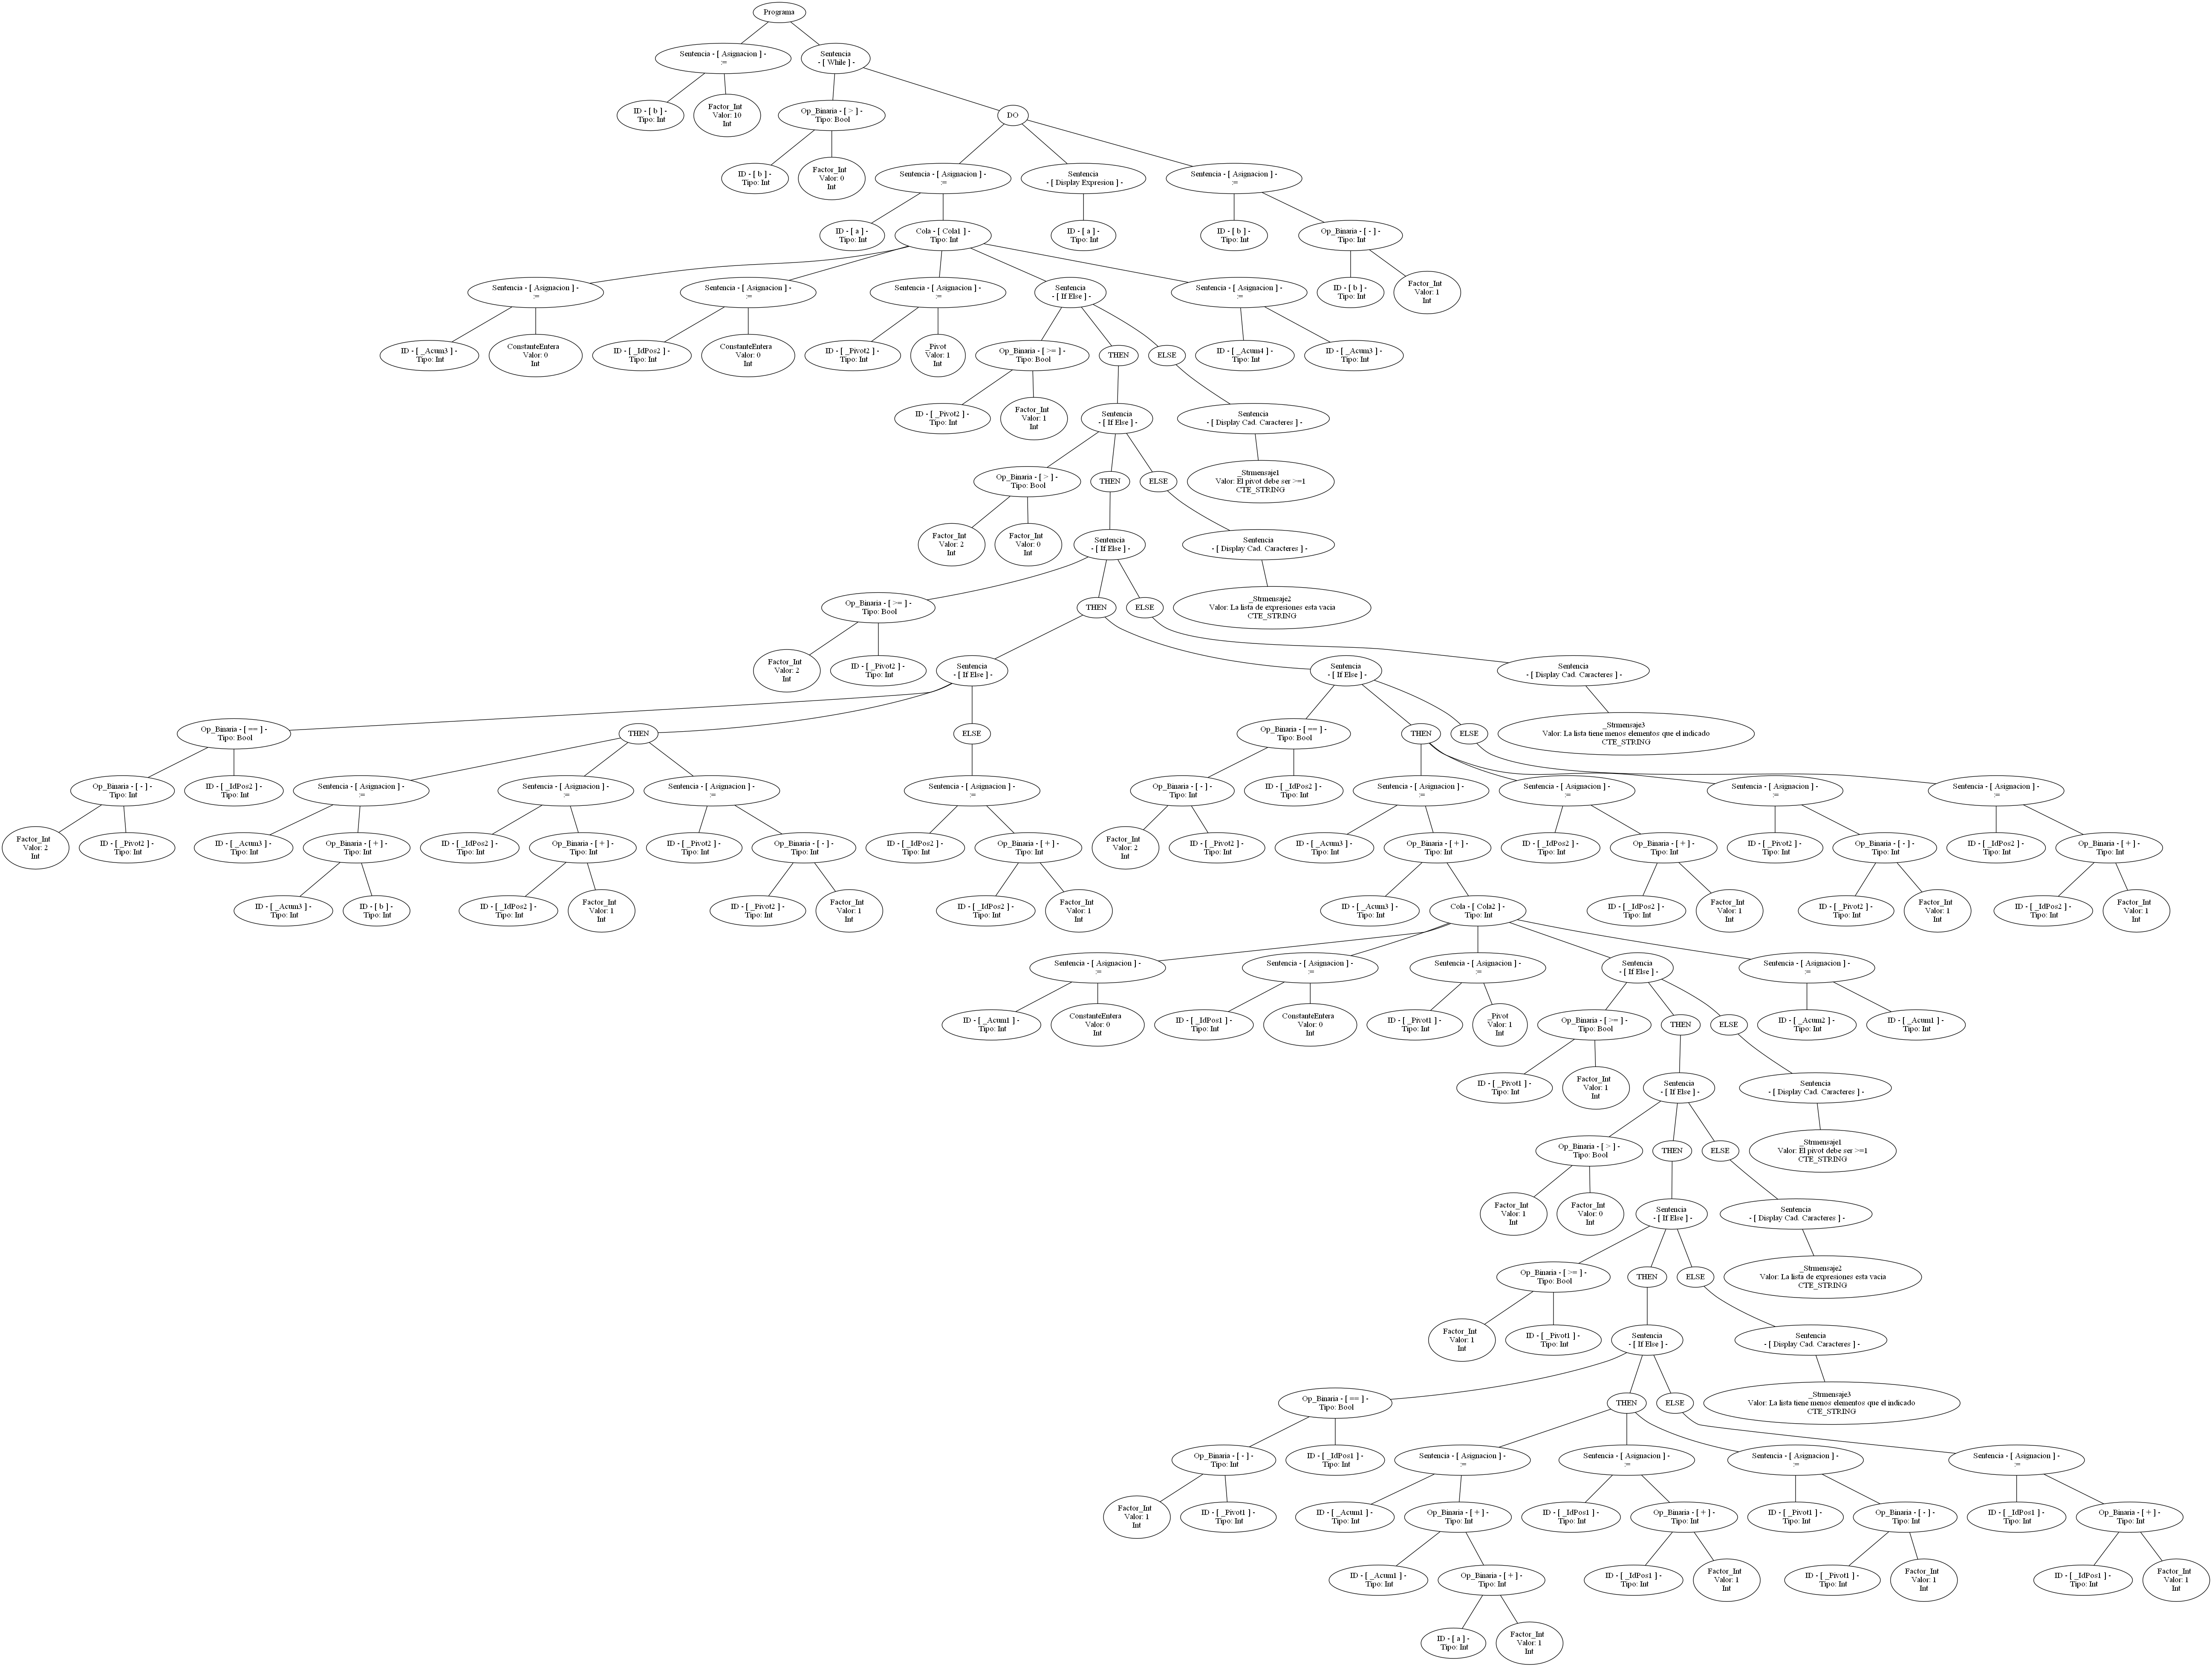 Programa
Sentencia - [ Asignacion ] -
:=
Sentencia
- [ While ] -
ID - [ b ] -
Tipo: Int
Factor_Int
Valor: 10
Int
Op_Binaria - [ > ] -
Tipo: Bool
DO
ID - [ b ] -
Tipo: Int
Factor_Int
Valor: 0
Int
Sentencia - [ Asignacion ] -
:=
Sentencia
- [ Display Expresion ] -
Sentencia - [ Asignacion ] -
:=
ID - [ a ] -
Tipo: Int
Cola - [ Cola1 ] -
Tipo: Int
ID - [ a ] -
Tipo: Int
ID - [ b ] -
Tipo: Int
Op_Binaria - [ - ] -
Tipo: Int
Sentencia - [ Asignacion ] -
:=
Sentencia - [ Asignacion ] -
:=
Sentencia - [ Asignacion ] -
:=
Sentencia
- [ If Else ] -
Sentencia - [ Asignacion ] -
:=
ID - [ b ] -
Tipo: Int
Factor_Int
Valor: 1
Int
ID - [ _Acum3 ] -
Tipo: Int
ConstanteEntera
Valor: 0
Int
ID - [ _IdPos2 ] -
Tipo: Int
ConstanteEntera
Valor: 0
Int
ID - [ _Pivot2 ] -
Tipo: Int
_Pivot
Valor: 1
Int
Op_Binaria - [ >= ] -
Tipo: Bool
THEN
ELSE
ID - [ _Acum4 ] -
Tipo: Int
ID - [ _Acum3 ] -
Tipo: Int
ID - [ _Pivot2 ] -
Tipo: Int
Factor_Int
Valor: 1
Int
Sentencia
- [ If Else ] -
Sentencia
- [ Display Cad. Caracteres ] -
Op_Binaria - [ > ] -
Tipo: Bool
THEN
ELSE
_Strmensaje1
Valor: El pivot debe ser >=1
CTE_STRING
Factor_Int
Valor: 2
Int
Factor_Int
Valor: 0
Int
Sentencia
- [ If Else ] -
Sentencia
- [ Display Cad. Caracteres ] -
Op_Binaria - [ >= ] -
Tipo: Bool
THEN
ELSE
_Strmensaje2
Valor: La lista de expresiones esta vacia
CTE_STRING
Factor_Int
Valor: 2
Int
ID - [ _Pivot2 ] -
Tipo: Int
Sentencia
- [ If Else ] -
Sentencia
- [ If Else ] -
Sentencia
- [ Display Cad. Caracteres ] -
Op_Binaria - [ == ] -
Tipo: Bool
THEN
ELSE
Op_Binaria - [ == ] -
Tipo: Bool
THEN
ELSE
_Strmensaje3
Valor: La lista tiene menos elementos que el indicado
CTE_STRING
Op_Binaria - [ - ] -
Tipo: Int
ID - [ _IdPos2 ] -
Tipo: Int
Sentencia - [ Asignacion ] -
:=
Sentencia - [ Asignacion ] -
:=
Sentencia - [ Asignacion ] -
:=
Sentencia - [ Asignacion ] -
:=
Op_Binaria - [ - ] -
Tipo: Int
ID - [ _IdPos2 ] -
Tipo: Int
Sentencia - [ Asignacion ] -
:=
Sentencia - [ Asignacion ] -
:=
Sentencia - [ Asignacion ] -
:=
Sentencia - [ Asignacion ] -
:=
Factor_Int
Valor: 2
Int
ID - [ _Pivot2 ] -
Tipo: Int
ID - [ _Acum3 ] -
Tipo: Int
Op_Binaria - [ + ] -
Tipo: Int
ID - [ _IdPos2 ] -
Tipo: Int
Op_Binaria - [ + ] -
Tipo: Int
ID - [ _Pivot2 ] -
Tipo: Int
Op_Binaria - [ - ] -
Tipo: Int
ID - [ _IdPos2 ] -
Tipo: Int
Op_Binaria - [ + ] -
Tipo: Int
Factor_Int
Valor: 2
Int
ID - [ _Pivot2 ] -
Tipo: Int
ID - [ _Acum3 ] -
Tipo: Int
Op_Binaria - [ + ] -
Tipo: Int
ID - [ _IdPos2 ] -
Tipo: Int
Op_Binaria - [ + ] -
Tipo: Int
ID - [ _Pivot2 ] -
Tipo: Int
Op_Binaria - [ - ] -
Tipo: Int
ID - [ _IdPos2 ] -
Tipo: Int
Op_Binaria - [ + ] -
Tipo: Int
ID - [ _Acum3 ] -
Tipo: Int
ID - [ b ] -
Tipo: Int
ID - [ _IdPos2 ] -
Tipo: Int
Factor_Int
Valor: 1
Int
ID - [ _Pivot2 ] -
Tipo: Int
Factor_Int
Valor: 1
Int
ID - [ _IdPos2 ] -
Tipo: Int
Factor_Int
Valor: 1
Int
ID - [ _Acum3 ] -
Tipo: Int
Cola - [ Cola2 ] -
Tipo: Int
ID - [ _IdPos2 ] -
Tipo: Int
Factor_Int
Valor: 1
Int
ID - [ _Pivot2 ] -
Tipo: Int
Factor_Int
Valor: 1
Int
ID - [ _IdPos2 ] -
Tipo: Int
Factor_Int
Valor: 1
Int
Sentencia - [ Asignacion ] -
:=
Sentencia - [ Asignacion ] -
:=
Sentencia - [ Asignacion ] -
:=
Sentencia
- [ If Else ] -
Sentencia - [ Asignacion ] -
:=
ID - [ _Acum1 ] -
Tipo: Int
ConstanteEntera
Valor: 0
Int
ID - [ _IdPos1 ] -
Tipo: Int
ConstanteEntera
Valor: 0
Int
ID - [ _Pivot1 ] -
Tipo: Int
_Pivot
Valor: 1
Int
Op_Binaria - [ >= ] -
Tipo: Bool
THEN
ELSE
ID - [ _Acum2 ] -
Tipo: Int
ID - [ _Acum1 ] -
Tipo: Int
ID - [ _Pivot1 ] -
Tipo: Int
Factor_Int
Valor: 1
Int
Sentencia
- [ If Else ] -
Sentencia
- [ Display Cad. Caracteres ] -
Op_Binaria - [ > ] -
Tipo: Bool
THEN
ELSE
_Strmensaje1
Valor: El pivot debe ser >=1
CTE_STRING
Factor_Int
Valor: 1
Int
Factor_Int
Valor: 0
Int
Sentencia
- [ If Else ] -
Sentencia
- [ Display Cad. Caracteres ] -
Op_Binaria - [ >= ] -
Tipo: Bool
THEN
ELSE
_Strmensaje2
Valor: La lista de expresiones esta vacia
CTE_STRING
Factor_Int
Valor: 1
Int
ID - [ _Pivot1 ] -
Tipo: Int
Sentencia
- [ If Else ] -
Sentencia
- [ Display Cad. Caracteres ] -
Op_Binaria - [ == ] -
Tipo: Bool
THEN
ELSE
_Strmensaje3
Valor: La lista tiene menos elementos que el indicado
CTE_STRING
Op_Binaria - [ - ] -
Tipo: Int
ID - [ _IdPos1 ] -
Tipo: Int
Sentencia - [ Asignacion ] -
:=
Sentencia - [ Asignacion ] -
:=
Sentencia - [ Asignacion ] -
:=
Sentencia - [ Asignacion ] -
:=
Factor_Int
Valor: 1
Int
ID - [ _Pivot1 ] -
Tipo: Int
ID - [ _Acum1 ] -
Tipo: Int
Op_Binaria - [ + ] -
Tipo: Int
ID - [ _IdPos1 ] -
Tipo: Int
Op_Binaria - [ + ] -
Tipo: Int
ID - [ _Pivot1 ] -
Tipo: Int
Op_Binaria - [ - ] -
Tipo: Int
ID - [ _IdPos1 ] -
Tipo: Int
Op_Binaria - [ + ] -
Tipo: Int
ID - [ _Acum1 ] -
Tipo: Int
Op_Binaria - [ + ] -
Tipo: Int
ID - [ _IdPos1 ] -
Tipo: Int
Factor_Int
Valor: 1
Int
ID - [ _Pivot1 ] -
Tipo: Int
Factor_Int
Valor: 1
Int
ID - [ _IdPos1 ] -
Tipo: Int
Factor_Int
Valor: 1
Int
ID - [ a ] -
Tipo: Int
Factor_Int
Valor: 1
Int